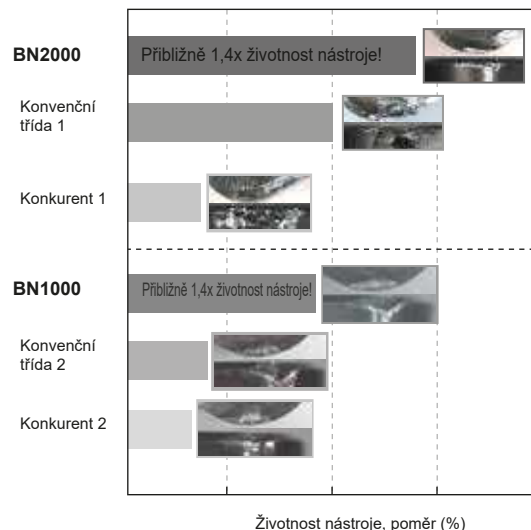 BN2000
Přibližně 1,4x životnost nástroje!
Konvenční
třída 1
Konkurent 1
BN1000
Přibližně 1,4x životnost nástroje!
Konvenční
třída 2
Konkurent 2
Životnost nástroje, poměr (%)